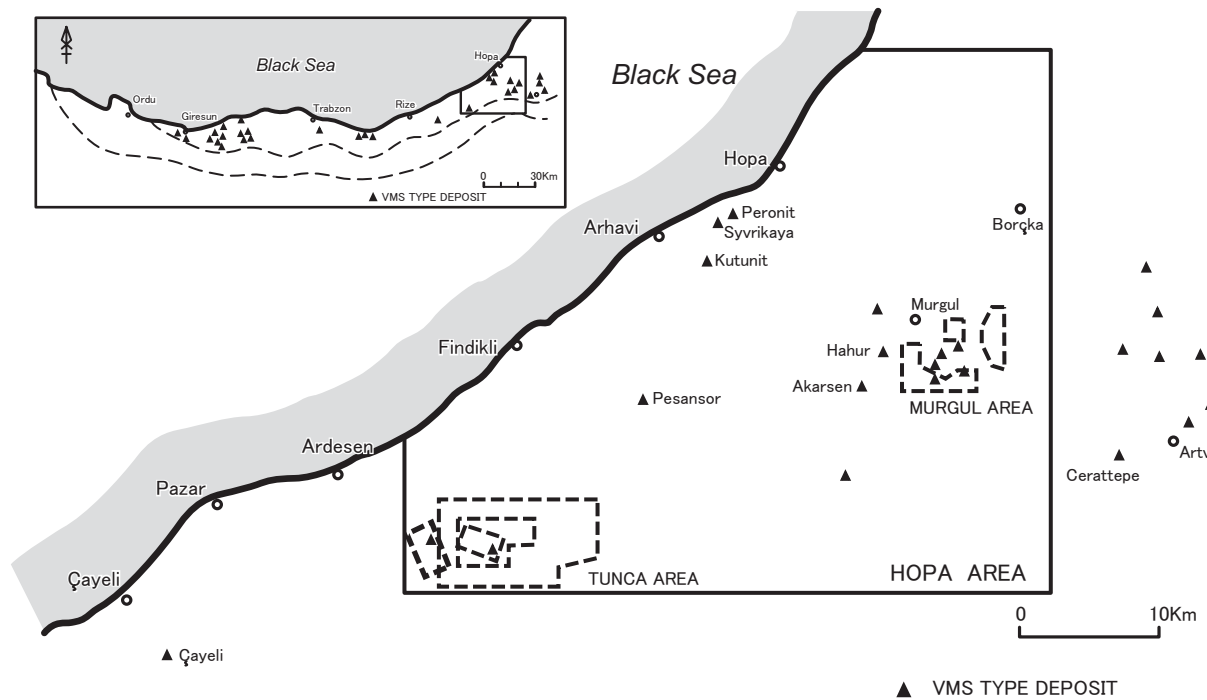 Black Sea
Hopa
Ordu
Giresun
Trabzon
Rize
0 30Km
VMS TYPE DEPOSIT
Black Sea
Hopa
Peronit
Syvrikaya
Arhavi
Borçka
Kutunit
Murgul
Findikli
Hahur
Akarsen
Pesansor
MURGUL AREA
Ardesen
Artv
Cerattepe
Pazar
TUNCA AREA
HOPA AREA
Çayeli
0 10Km
Çayeli
VMS TYPE DEPOSIT